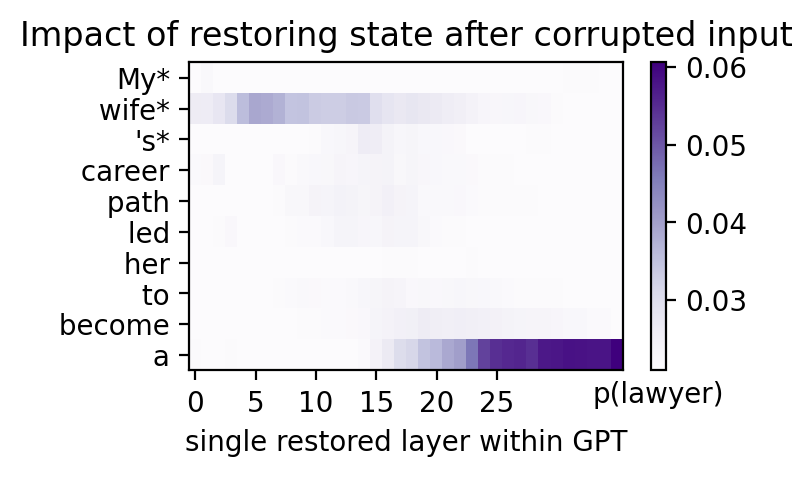 Impact of restoring state after corrupted input
My*
wife*
's*
career
path
led
her
to
become
a
0 5 10 15 20 25
single restored layer within GPT
0.06
0.05
0.04
0.03
p(lawyer)